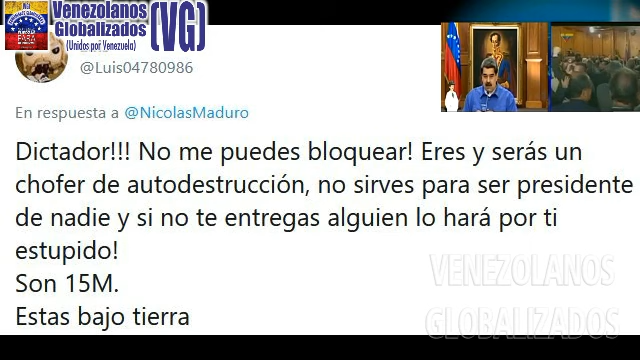 Venezolanos
Globalizados
(Unidos por Venezuela)
(VG)
@Luis04780986
En respuesta a @NicolasMaduro
Dictador!!! No me puedes bloquear! Eres y serás un
chofer de autodestrucción, no sirves para ser presidente
de nadie y si no te entregas alguien lo hará por ti
estupido!
Son 15M.
Estas bajo tierra
VENEZOLANOS
GLOBALIZADOS